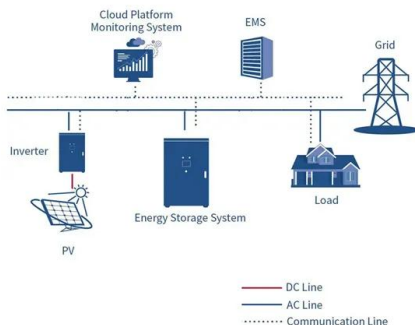 Cloud Platform
Monitoring System
EMS
Grid
Inverter
Energy Storage System
Load
PV
DC Line
AC Line
Communication Line